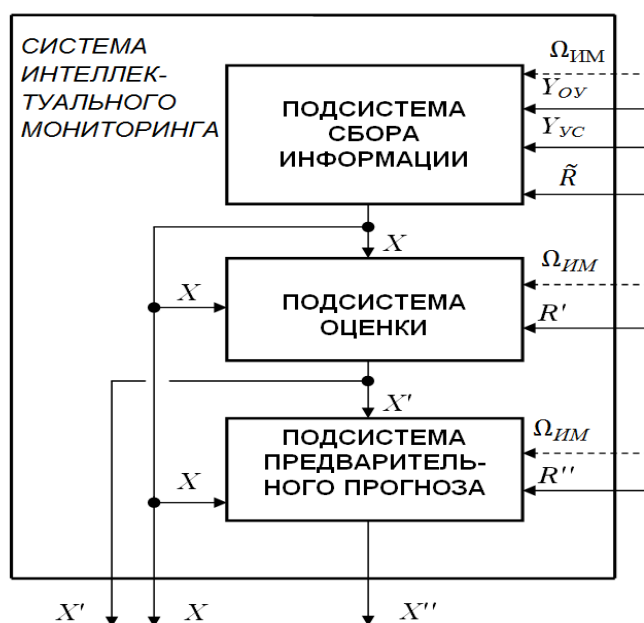 СИСТЕМА
ИНТЕЛЛЕК-
ТУАЛЬНОГО
МОНИТОРИНГА
ПОДСИСТЕМА
СБОРА
ИНФОРМАЦИИ
Ω_ИМ
Y_ОУ
Y_УС
R̃
X
X
ПОДСИСТЕМА
ОЦЕНКИ
Ω_ИМ
R'
X'
X
ПОДСИСТЕМА
ПРЕДВАРИТЕЛЬ-
НОГО ПРОГНОЗА
Ω_ИМ
R''
X'
X
X''